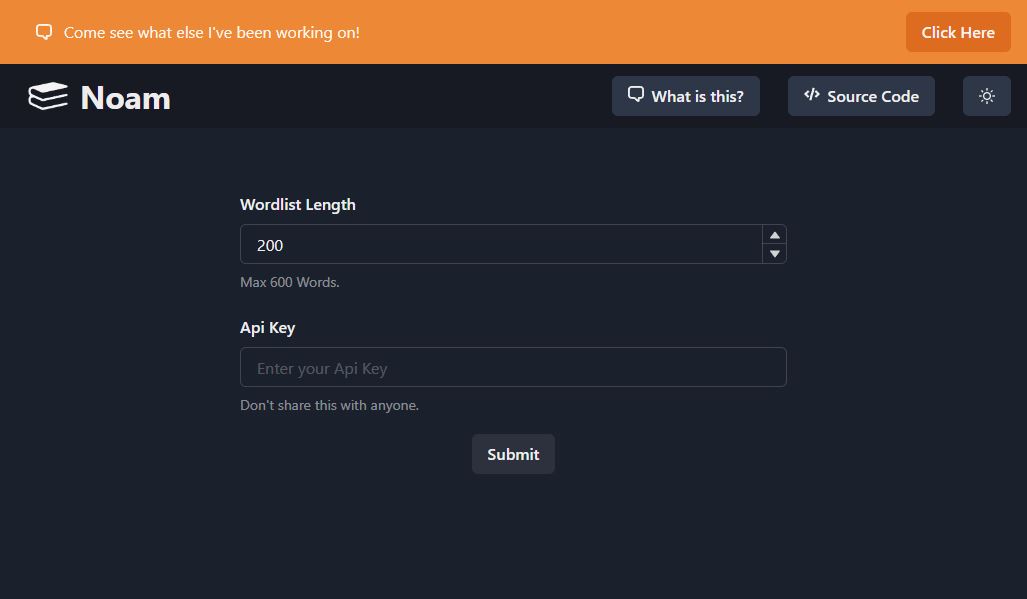 Come see what else I've been working on!
Click Here
Noam
What is this?
Source Code
Wordlist Length
200
Max 600 Words.
Api Key
Enter your Api Key
Don't share this with anyone.
Submit